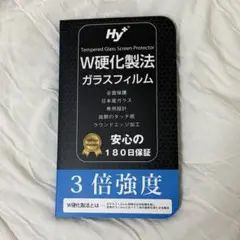 Hy+
Tempered Glass Screen Protector
W硬化製法
ガラスフィルム
全面保護
日本産ガラス
専用設計
抜群のタッチ感
ラウンドエッジ加工
安心の
180日保証
3倍強度
W硬化製法とは